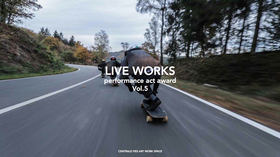 LIVE WORKS
performance act award
Vol.5
CENTRALE FIES ART WORK SPACE